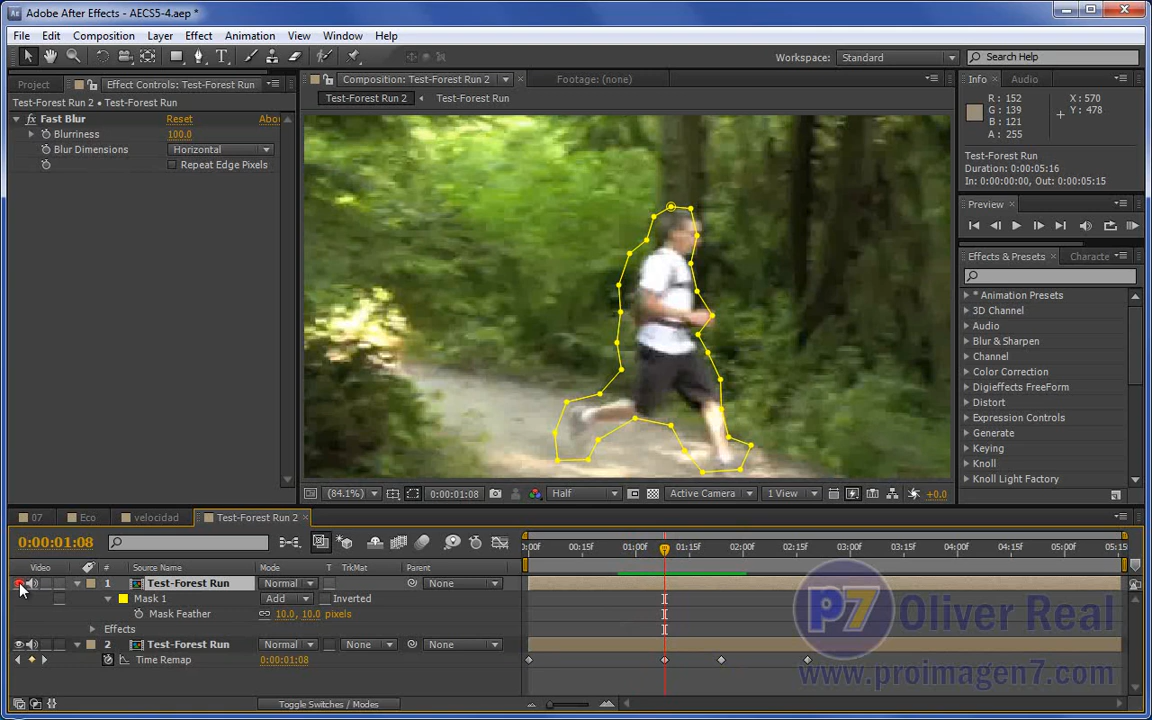 Adobe After Effects - AECS5-4.aep *
File Edit Composition Layer Effect Animation View Window Help
Workspace: Standard Search Help
Project Effect Controls: Test-Forest Run
Composition: Test-Forest Run 2 Footage: (none)
Info Audio
Test-Forest Run 2 • Test-Forest Run
Test-Forest Run 2 Test-Forest Run
fx Fast Blur Reset Abou
Blurriness 100.0
Blur Dimensions Horizontal
Repeat Edge Pixels
R : 152
G : 139
B : 121
A : 255
X : 570
Y : 478
Test-Forest Run
Duration: 0:00:05:16
In: 0:00:00:00, Out: 0:00:05:15
Preview
Effects & Presets Characte
* Animation Presets
3D Channel
Audio
Blur & Sharpen
Channel
Color Correction
Digieffects FreeForm
Distort
Expression Controls
Generate
Keying
Knoll
Knoll Light Factory
(84.1%) 0:00:01:08 Half Active Camera 1 View +0.0
07 Eco velocidad Test-Forest Run 2
0:00:01:08
:00f 00:15f 01:00f 01:15f 02:00f 02:15f 03:00f 03:15f 04:00f 04:15f 05:00f 05:15
Video # Source Name Mode T TrkMat Parent
1 Test-Forest Run Normal None
Mask 1 Add Inverted
Mask Feather 10.0, 10.0 pixels
Effects
2 Test-Forest Run Normal None None
Time Remap 0:00:01:08
Toggle Switches / Modes
P7 Oliver Real
www.proimagen7.com